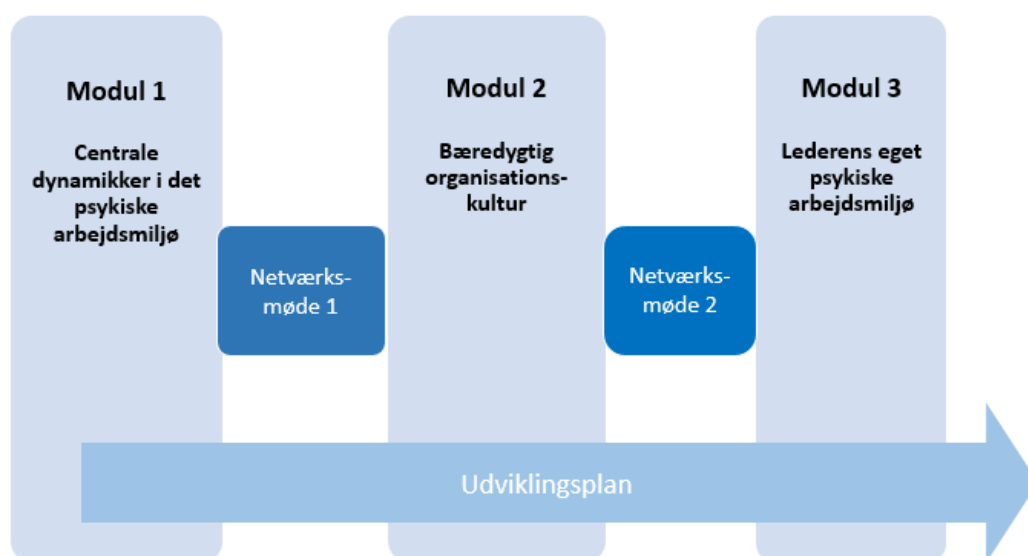 Modul 1
Centrale
dynamikker i det
psykiske
arbejdsmiljø
Netværks-
møde 1
Modul 2
Bæredygtig
organisations-
kultur
Netværks-
møde 2
Modul 3
Lederens eget
psykiske
arbejdsmiljø
Udviklingsplan